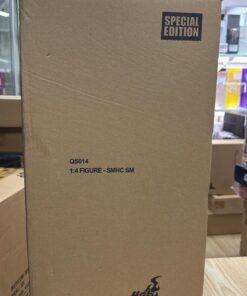 SPECIAL
EDITION
QS014
1:4 FIGURE - SMHC SM